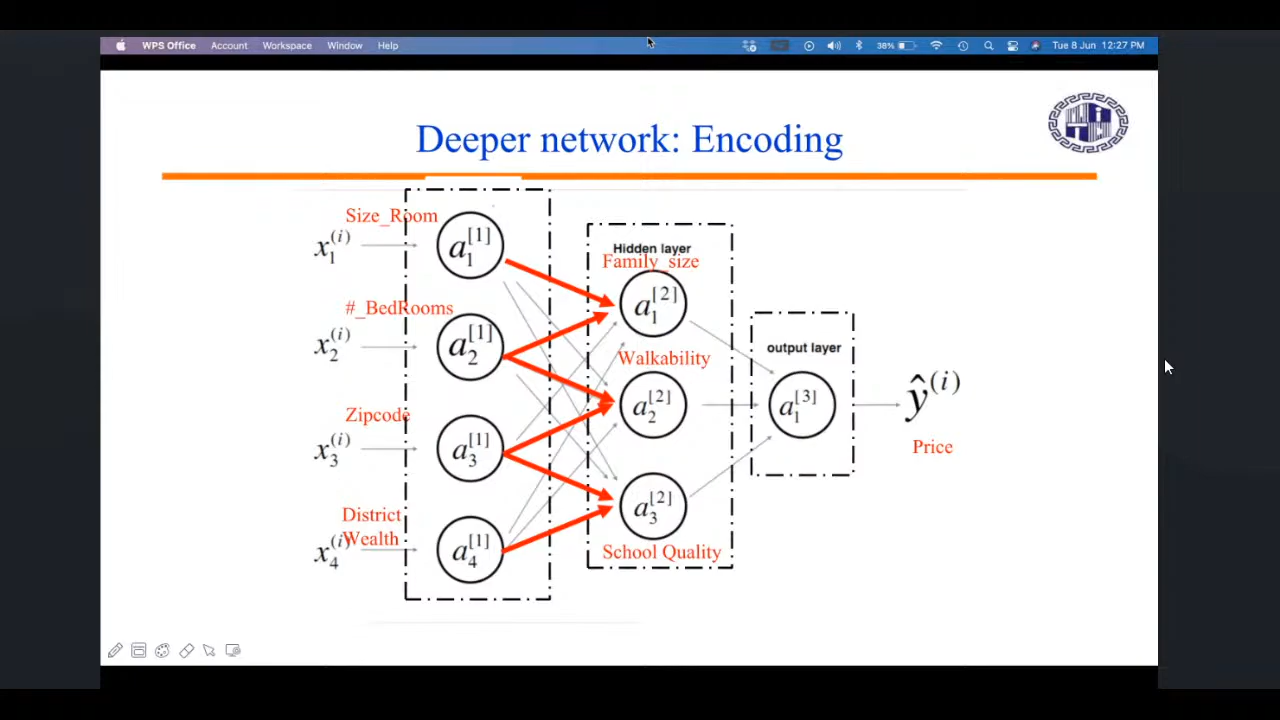 WPS Office Account Workspace Window Help 38% Tue 8 Jun 12:27 PM
Deeper network: Encoding
Size_Room
x₁⁽ⁱ⁾ a₁[1]
Hidden layer
Family_size
#_BedRooms
a₁[2]
x₂⁽ⁱ⁾ a₂[1]
output layer
Walkability
ŷ⁽ⁱ⁾
a₂[2] a₁[3]
Zipcode
Price
x₃⁽ⁱ⁾ a₃[1]
a₃[2]
District
Wealth
x₄⁽ⁱ⁾ a₄[1]
School Quality